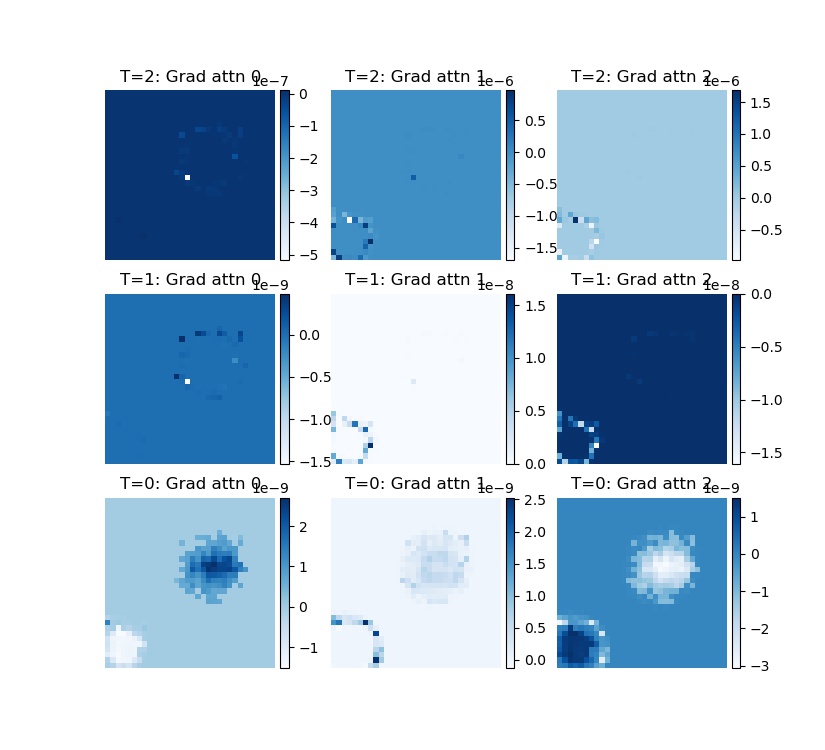 T=2: Grad attn 0
1e−7
0
−1
−2
−3
−4
−5
T=2: Grad attn 1
1e−6
0.5
0.0
−0.5
−1.0
−1.5
T=2: Grad attn 2
1e−6
1.5
1.0
0.5
0.0
−0.5
T=1: Grad attn 0
1e−9
0.0
−0.5
−1.0
−1.5
T=1: Grad attn 1
1e−8
1.5
1.0
0.5
0.0
T=1: Grad attn 2
1e−8
0.0
−0.5
−1.0
−1.5
T=0: Grad attn 0
1e−9
2
1
0
−1
T=0: Grad attn 1
1e−9
2.5
2.0
1.5
1.0
0.5
0.0
T=0: Grad attn 2
1e−9
1
0
−1
−2
−3